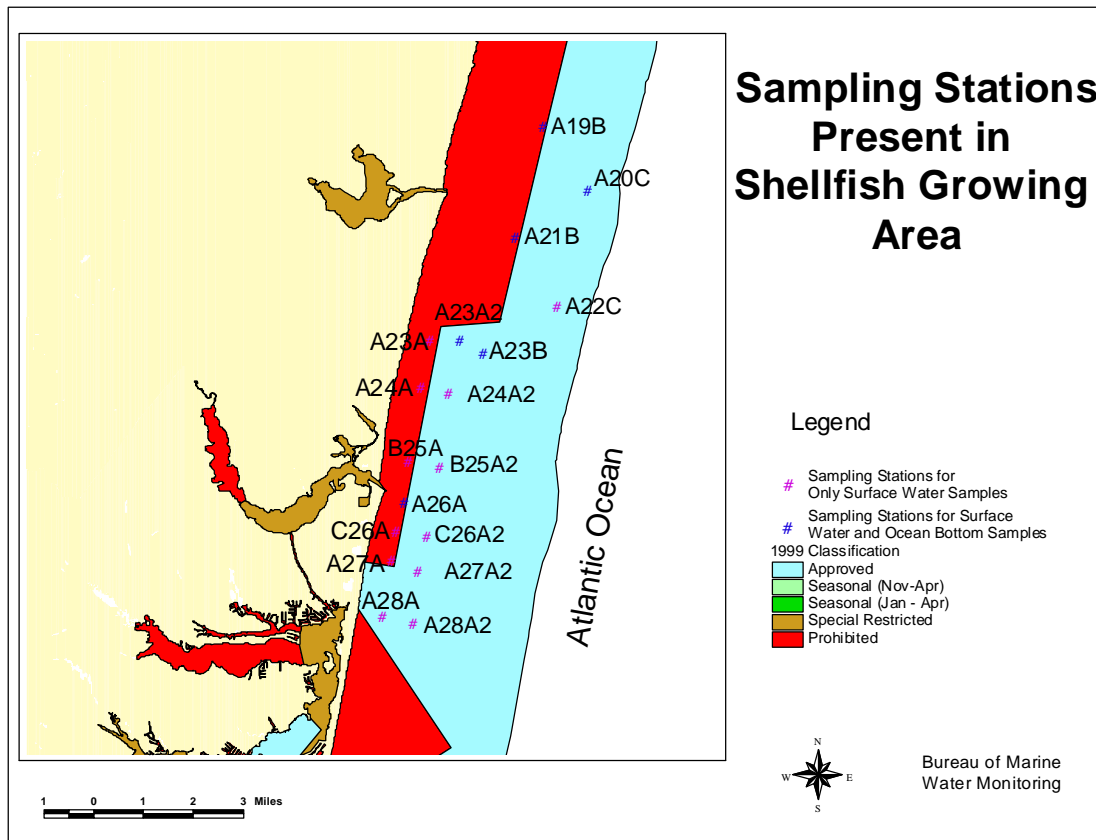 Sampling Stations
Present in
Shellfish Growing
Area
# A19B
# A20C
# A21B
# A22C
A23A2
A23A # #
# A23B
A24A #
# A24A2
B25A #
# B25A2
# A26A
C26A #
# C26A2
A27A #
# A27A2
A28A
#
# A28A2
Atlantic Ocean
Legend
# Sampling Stations for
Only Surface Water Samples
# Sampling Stations for Surface
Water and Ocean Bottom Samples
1999 Classification
Approved
Seasonal (Nov-Apr)
Seasonal (Jan - Apr)
Special Restricted
Prohibited
N
W E
S
Bureau of Marine
Water Monitoring
1 0 1 2 3 Miles